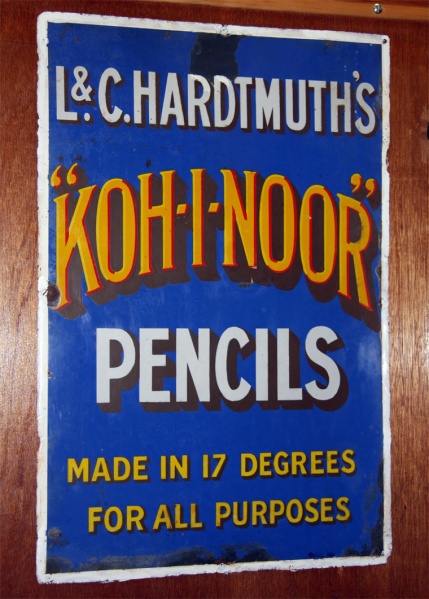 L. & C. HARDTMUTH'S
"KOH-I-NOOR"
PENCILS
MADE IN 17 DEGREES
FOR ALL PURPOSES